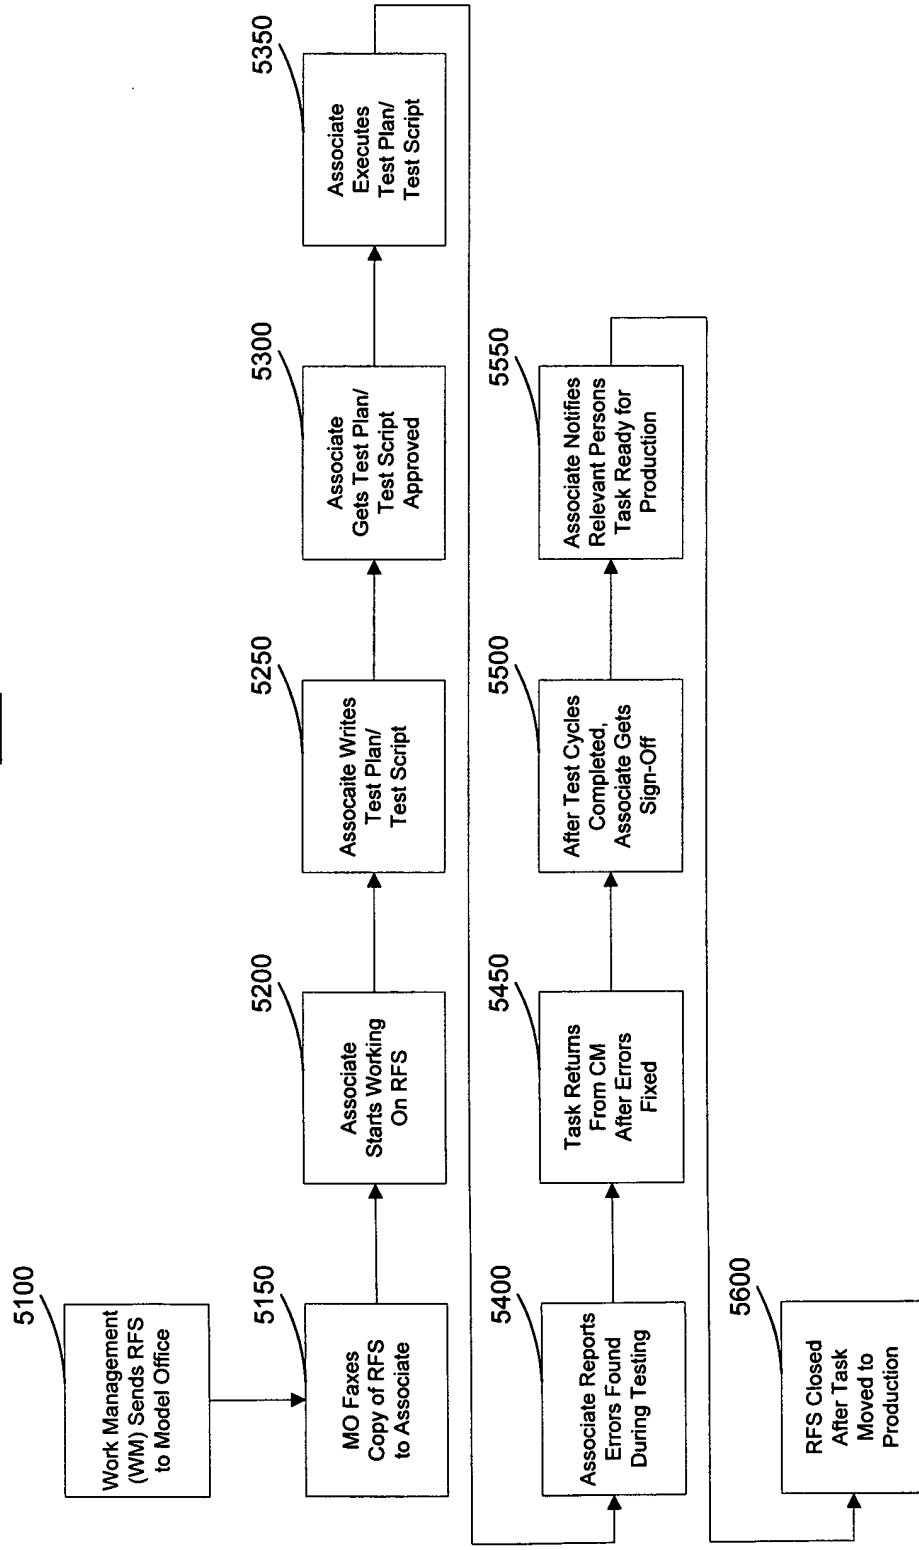 5100
Work Management
(WM) Sends RFS
to Model Office
5150
MO Faxes
Copy of RFS
to Associate
5200
Associate
Starts Working
On RFS
5250
Assocaite Writes
Test Plan/
Test Script
5300
Associate
Gets Test Plan/
Test Script
Approved
5350
Associate
Executes
Test Plan/
Test Script
5400
Associate Reports
Errors Found
During Testing
5450
Task Returns
From CM
After Errors
Fixed
5500
After Test Cycles
Completed,
Associate Gets
Sign-Off
5550
Associate Notifies
Relevant Persons
Task Ready for
Production
5600
RFS Closed
After Task
Moved to
Production